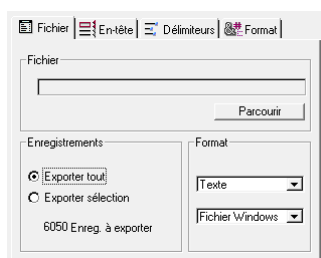 Fichier En-tête Délimiteurs Format
Fichier
Parcourir
Enregistrements
Format
Exporter tout
Texte
Exporter sélection
Fichier Windows
6050 Enreg. à exporter